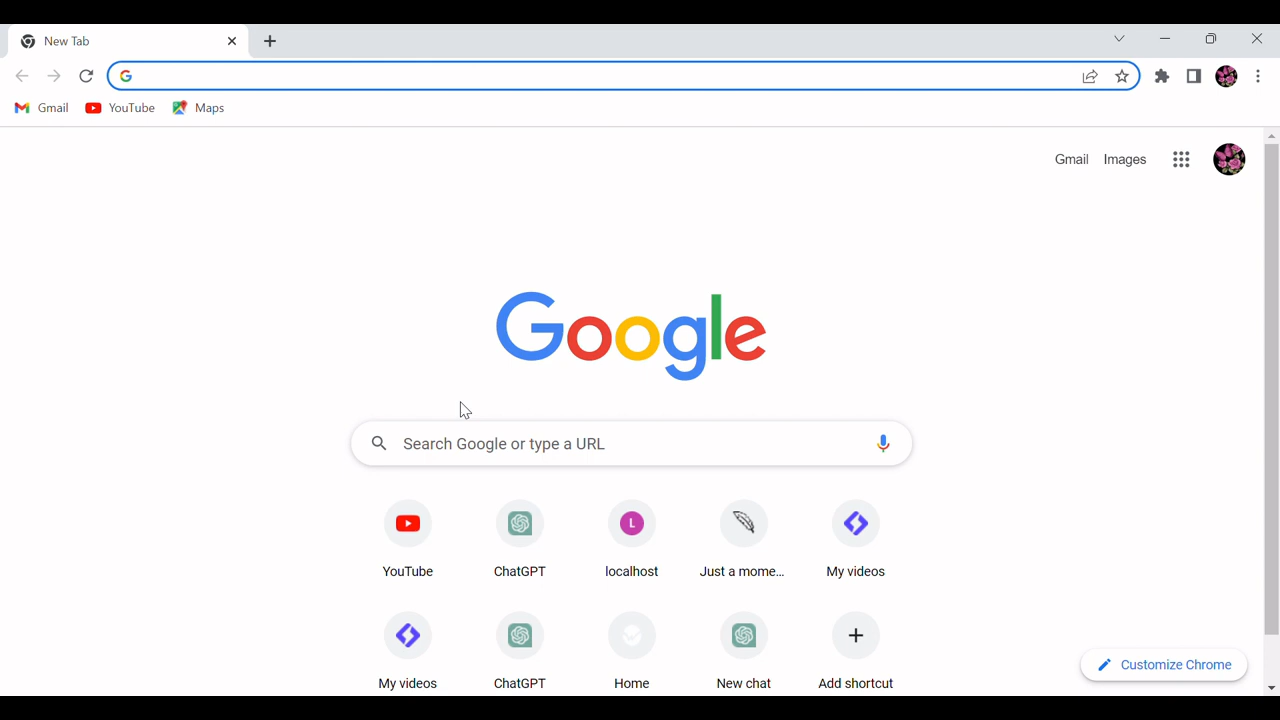 New Tab
Gmail YouTube Maps
Gmail Images
Google
Search Google or type a URL
L
YouTube ChatGPT localhost Just a mome... My videos
My videos ChatGPT Home New chat Add shortcut
Customize Chrome